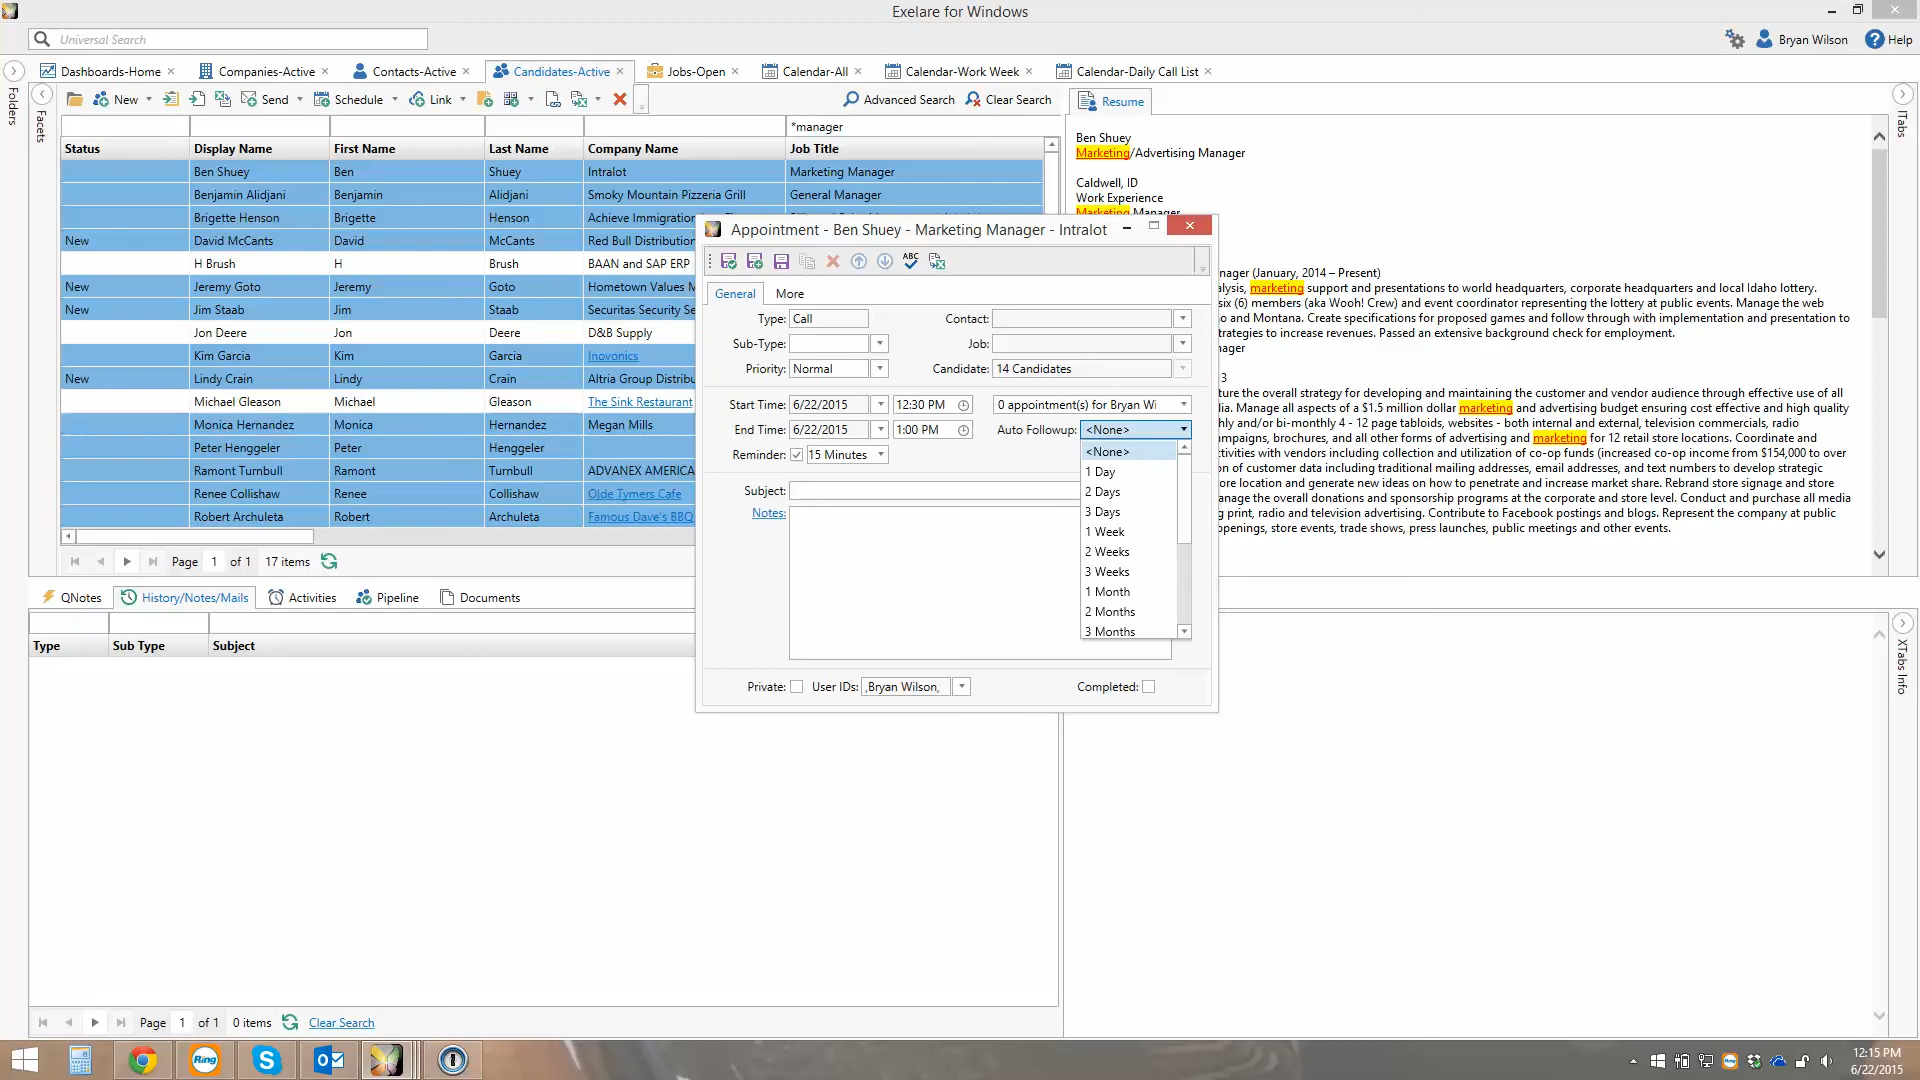 Exelare for Windows
Universal Search
Bryan Wilson
Help
Folders
Facets
Dashboards-Home
Companies-Active
Contacts-Active
Candidates-Active
Jobs-Open
Calendar-All
Calendar-Work Week
Calendar-Daily Call List
New
Send
Schedule
Link
Advanced Search
Clear Search
*manager
Status Display Name First Name Last Name Company Name Job Title
Ben Shuey Ben Shuey Intralot Marketing Manager
Benjamin Alidjani Benjamin Alidjani Smoky Mountain Pizzeria Grill General Manager
Brigette Henson Brigette Henson Achieve Immigration
New David McCants David McCants Red Bull Distribution
H Brush H Brush BAAN and SAP ERP
New Jeremy Goto Jeremy Goto Hometown Values M
New Jim Staab Jim Staab Securitas Security Se
Jon Deere Jon Deere D&B Supply
Kim Garcia Kim Garcia Inovonics
New Lindy Crain Lindy Crain Altria Group Distribu
Michael Gleason Michael Gleason The Sink Restaurant
Monica Hernandez Monica Hernandez Megan Mills
Peter Henggeler Peter Henggeler
Ramont Turnbull Ramont Turnbull ADVANEX AMERICA
Renee Collishaw Renee Collishaw Olde Tymers Cafe
Robert Archuleta Robert Archuleta Famous Dave's BBQ
Page 1 of 1 17 items
Resume
ITabs
Ben Shuey
Marketing/Advertising Manager
Caldwell, ID
Work Experience
Marketing Manager
nager (January, 2014 – Present)
alysis, marketing support and presentations to world headquarters, corporate headquarters and local Idaho lottery.
six (6) members (aka Wooh! Crew) and event coordinator representing the lottery at public events. Manage the web
o and Montana. Create specifications for proposed games and follow through with implementation and presentation to
trategies to increase revenues. Passed an extensive background check for employment.
nager
3
ture the overall strategy for developing and maintaining the customer and vendor audience through effective use of all
lia. Manage all aspects of a $1.5 million dollar marketing and advertising budget ensuring cost effective and high quality
hly and/or bi-monthly 4 - 12 page tabloids, websites - both internal and external, television commercials, radio
mpaigns, brochures, and all other forms of advertising and marketing for 12 retail store locations. Coordinate and
ctivities with vendors including collection and utilization of co-op funds (increased co-op income from $154,000 to over
on of customer data including traditional mailing addresses, email addresses, and text numbers to develop strategic
ore location and generate new ideas on how to penetrate and increase market share. Rebrand store signage and store
anage the overall donations and sponsorship programs at the corporate and store level. Conduct and purchase all media
g print, radio and television advertising. Contribute to Facebook postings and blogs. Represent the company at public
openings, store events, trade shows, press launches, public meetings and other events.
Appointment - Ben Shuey - Marketing Manager - Intralot
ABC
General
More
Type: Call Contact:
Sub-Type: Job:
Priority: Normal Candidate: 14 Candidates
Start Time: 6/22/2015 12:30 PM 0 appointment(s) for Bryan Wi
End Time: 6/22/2015 1:00 PM Auto Followup: <None>
Reminder: 15 Minutes
<None>
1 Day
2 Days
3 Days
1 Week
2 Weeks
3 Weeks
1 Month
2 Months
3 Months
Subject:
Notes:
Private: User IDs: ,Bryan Wilson, Completed:
QNotes
History/Notes/Mails
Activities
Pipeline
Documents
Type Sub Type Subject
XTabs Info
Page 1 of 1 0 items Clear Search
Ring
12:15 PM
6/22/2015